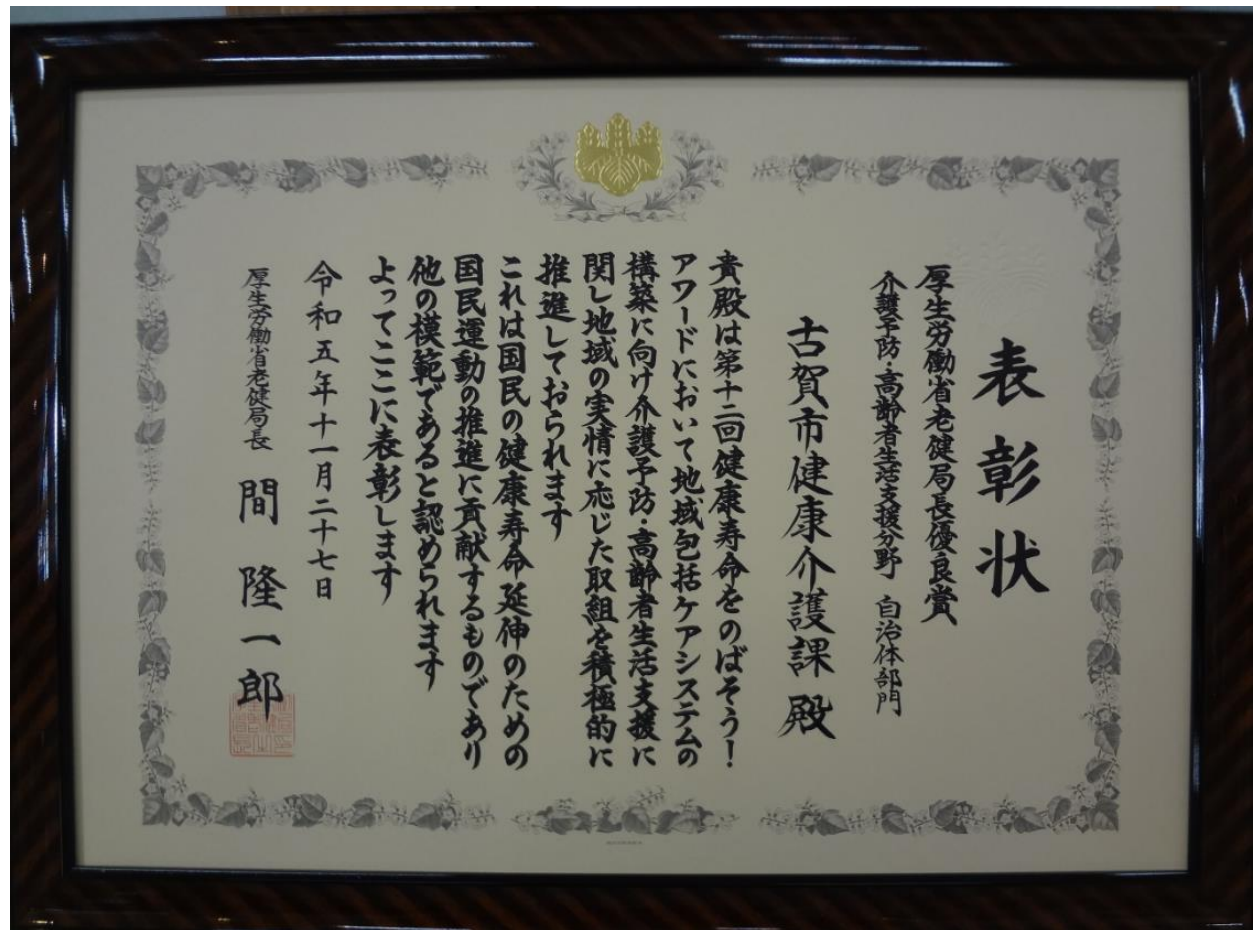 表彰状
厚生労働省老健局長優良賞
介護予防・高齢者生活支援分野 自治体部門
古賀市健康介護課 殿
貴殿は第十二回健康寿命をのばそう!
アワードにおいて地域包括ケアシステムの
構築に向け介護予防・高齢者生活支援に
関し地域の実情に応じた取組を積極的に
推進しておられます
これは国民の健康寿命延伸のための
国民運動の推進に貢献するものであり
他の模範であると認められます
よってここに表彰します
令和五年十一月二十七日
厚生労働省老健局長 間 隆一郎